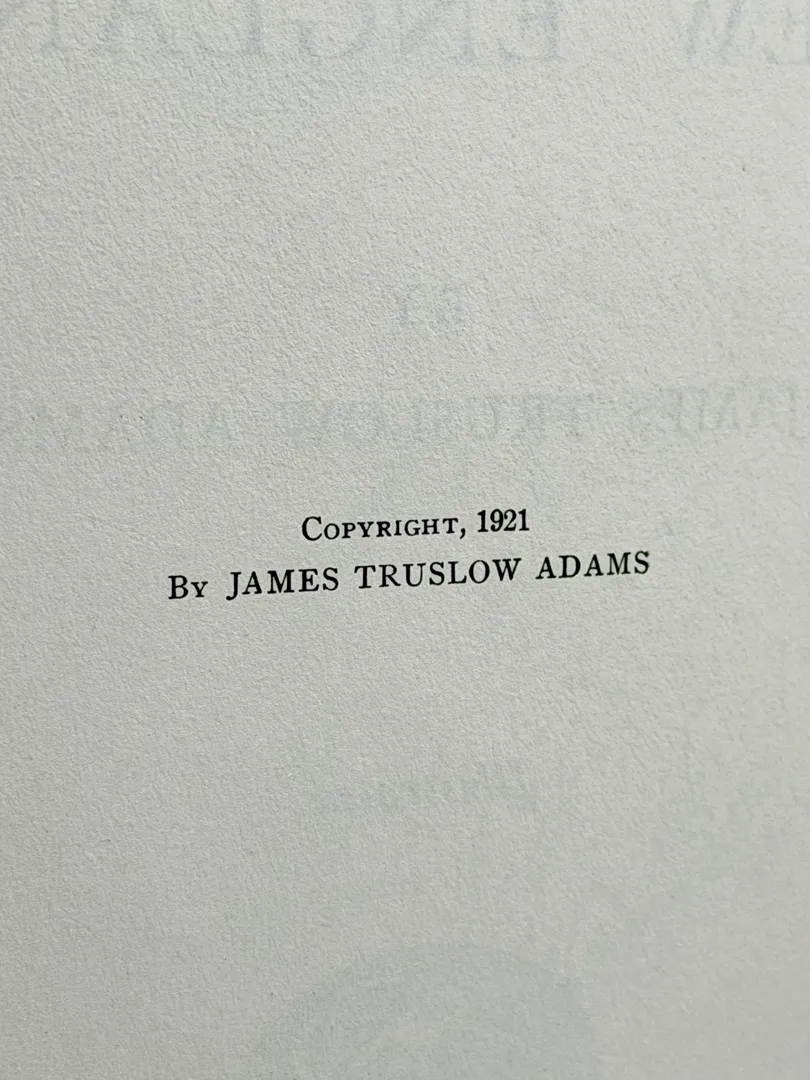 COPYRIGHT, 1921
BY JAMES TRUSLOW ADAMS